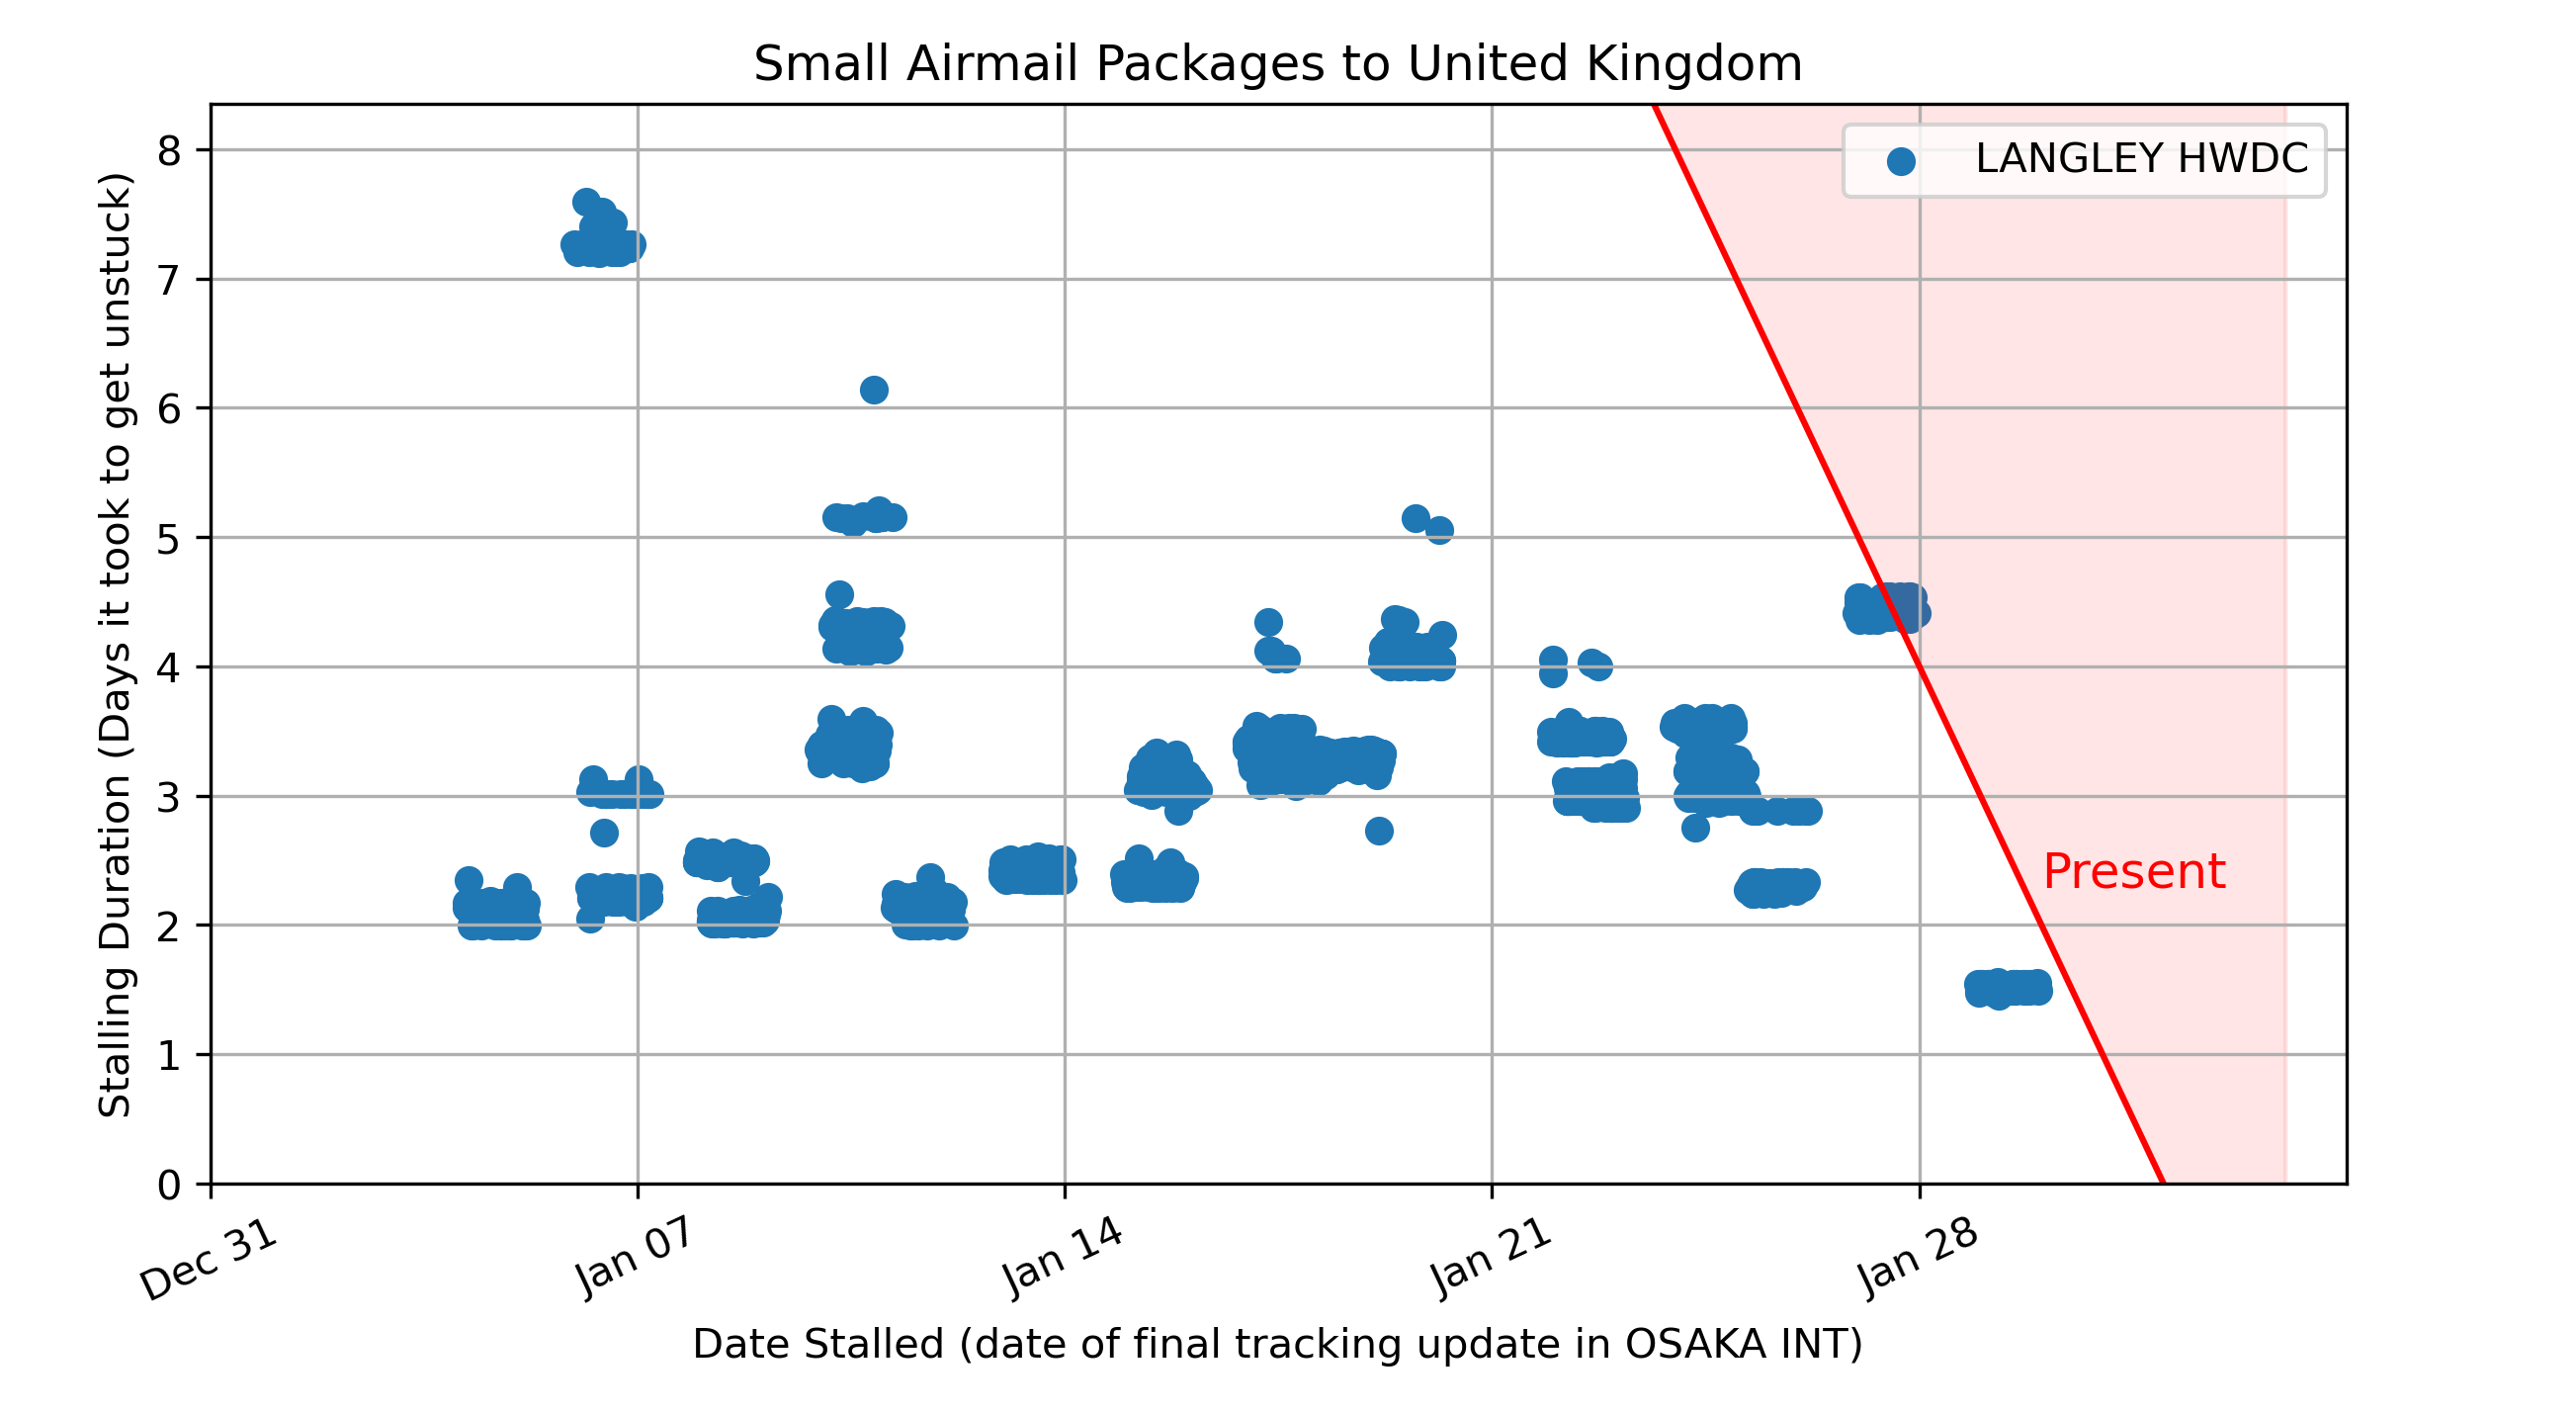 Small Airmail Packages to United Kingdom
LANGLEY HWDC
Stalling Duration (Days it took to get unstuck)
8
7
6
5
4
3
2
1
0
Present
Dec 31
Jan 07
Jan 14
Jan 21
Jan 28
Date Stalled (date of final tracking update in OSAKA INT)